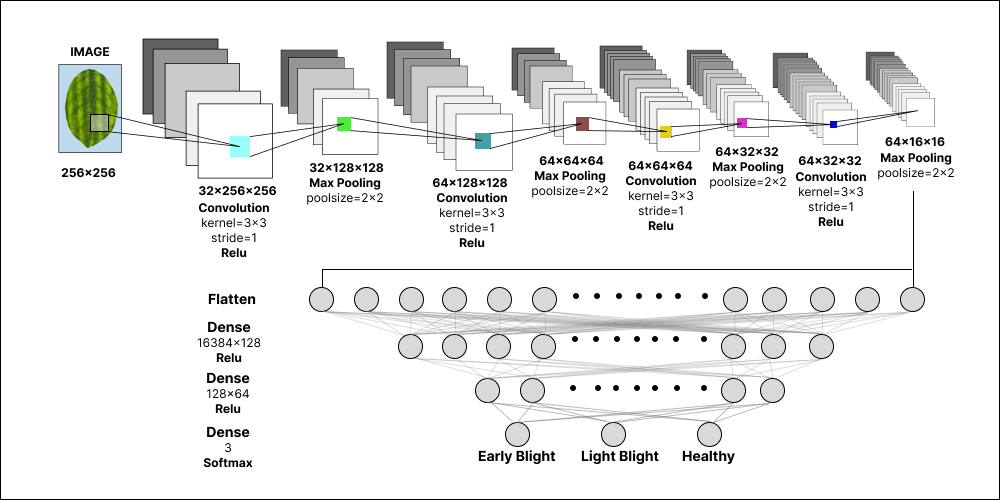 IMAGE
256×256
32×256×256
Convolution
kernel=3×3
stride=1
Relu
32×128×128
Max Pooling
poolsize=2×2
64×128×128
Convolution
kernel=3×3
stride=1
Relu
64×64×64
Max Pooling
poolsize=2×2
64×64×64
Convolution
kernel=3×3
stride=1
Relu
64×32×32
Max Pooling
poolsize=2×2
64×32×32
Convolution
kernel=3×3
stride=1
Relu
64×16×16
Max Pooling
poolsize=2×2
Flatten
Dense
16384×128
Relu
Dense
128×64
Relu
Dense
3
Softmax
Early Blight
Light Blight
Healthy